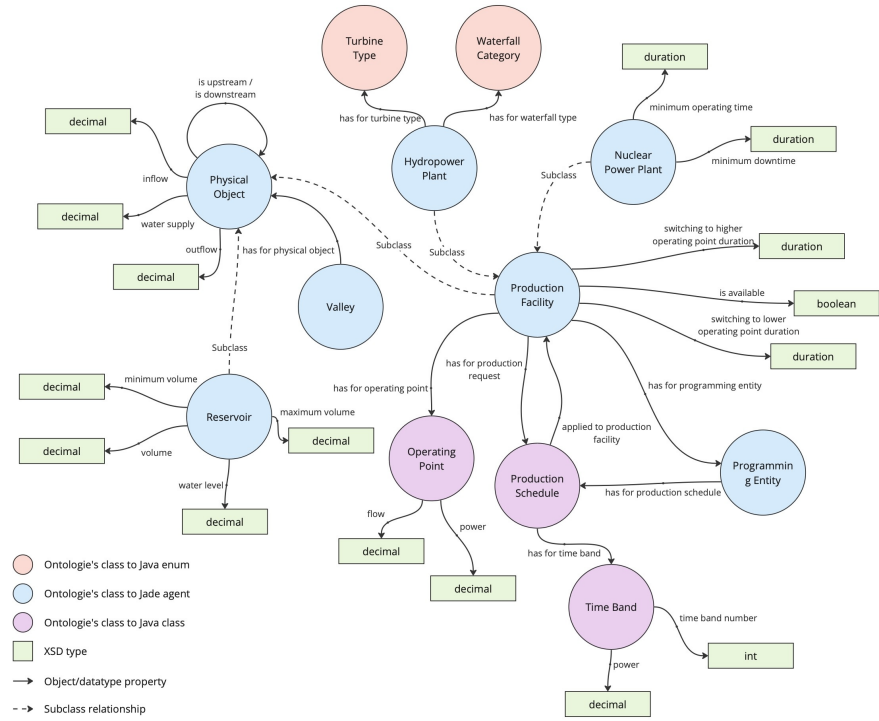 Turbine
Type
Waterfall
Category
duration
is upstream /
is downstream
decimal
has for turbine type
has for waterfall type
minimum operating time
duration
Hydropower
Plant
Nuclear
Power Plant
minimum downtime
Physical
Object
inflow
Subclass
decimal
water supply
outflow
has for physical object
Subclass
Subclass
switching to higher
operating point duration
duration
decimal
Valley
Production
Facility
is available
boolean
switching to lower
operating point duration
duration
Subclass
decimal
minimum volume
has for operating point
has for production
request
has for programming entity
Reservoir
maximum volume
decimal
applied to production
facility
decimal
volume
Operating
Point
Production
Schedule
Programmin
g Entity
water level
has for production schedule
decimal
flow
power
decimal
has for time band
decimal
Ontologie's class to Java enum
Ontologie's class to Jade agent
Ontologie's class to Java class
XSD type
Object/datatype property
Subclass relationship
Time Band
time band number
int
power
decimal